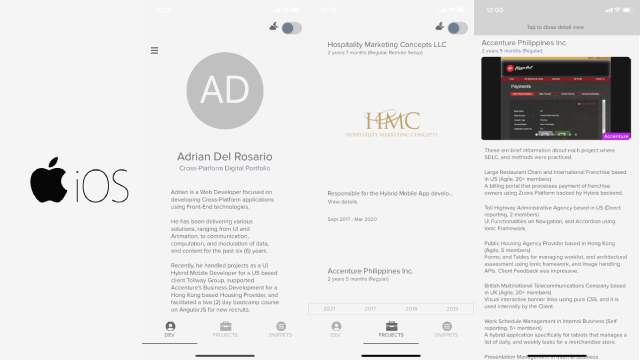 iOS
AD
Adrian Del Rosario
Cross-Platform Digital Portfolio
Adrian is a Web Developer focused on
developing Cross-Platform applications
using Front-End technologies.
He has been delivering various
solutions, ranging from UI and
Animation, to communication,
computation, and modulation of data,
and content for the past six (6) years.
Recently, he handled projects as a UI
Hybrid Mobile Developer for a US based
client Tollway Group, supported
Accenture's Business Development for a
Hong Kong based Housing Provider, and
facilitated a two (2) day bootcamp course
on AngularJS for new recruits.
DEV
PROJECTS
SNIPPETS
Hospitality Marketing Concepts LLC
2 years 7 months (Regular, Remote Setup)
HMC
HOSPITALITY MARKETING CONCEPTS
Responsible for the Hybrid Mobile App develo...
View details
Sept 2017 - Mar 2020
Accenture Philippines Inc.
2 years 5 months (Regular)
2021
2017
2014
2013
DEV
PROJECTS
SNIPPETS
12:00
Tap to close detail view
Accenture Philippines Inc.
2 years 5 months (Regular)
Payments
Accenture
These are brief information about each project where
SDLC, and methods were practiced.
Large Restaurant Chain and International Franchise based
in US (Agile, 20+ members)
A billing portal that processes payment of franchise
owners using Zuora Platform backed by Hybris backend.
Toll Highway Administrative Agency based in US (Direct
reporting, 2 members)
UI Functionalities on Navigation, and Accordion using
Ionic Framework.
Public Housing Agency Provider based in Hong Kong
(Agile, 5 members)
Forms, and Tables for managing worklist, and architectural
assessment using Ionic framework, and image handling
APIs. Client Feedback was impressive.
British Multinational Telecommunications Company based
in UK (Agile, 20+ members)
Visual interactive banner links using pure CSS, and it is
used internally by the Client.
Work Schedule Management in Internal Business (Self
reporting, 5+ members)
A hybrid application specifically for tablets that manages a
list of daily, and weekly tasks for a merchandise store.